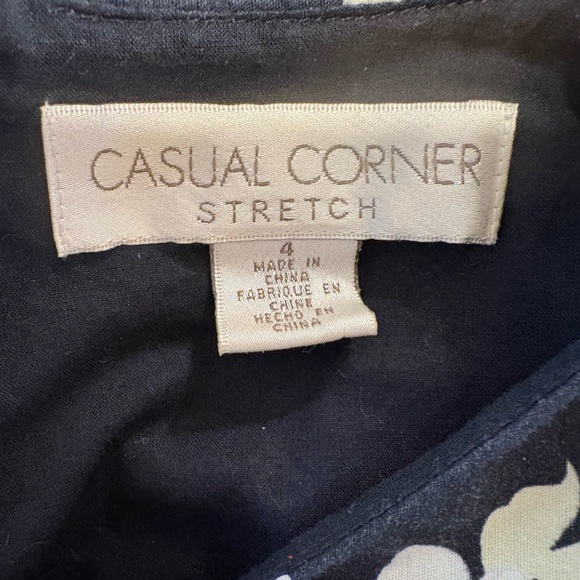 CASUAL CORNER
STRETCH
4
MADE IN
CHINA
FABRIQUE EN
CHINE
HECHO EN
CHINA